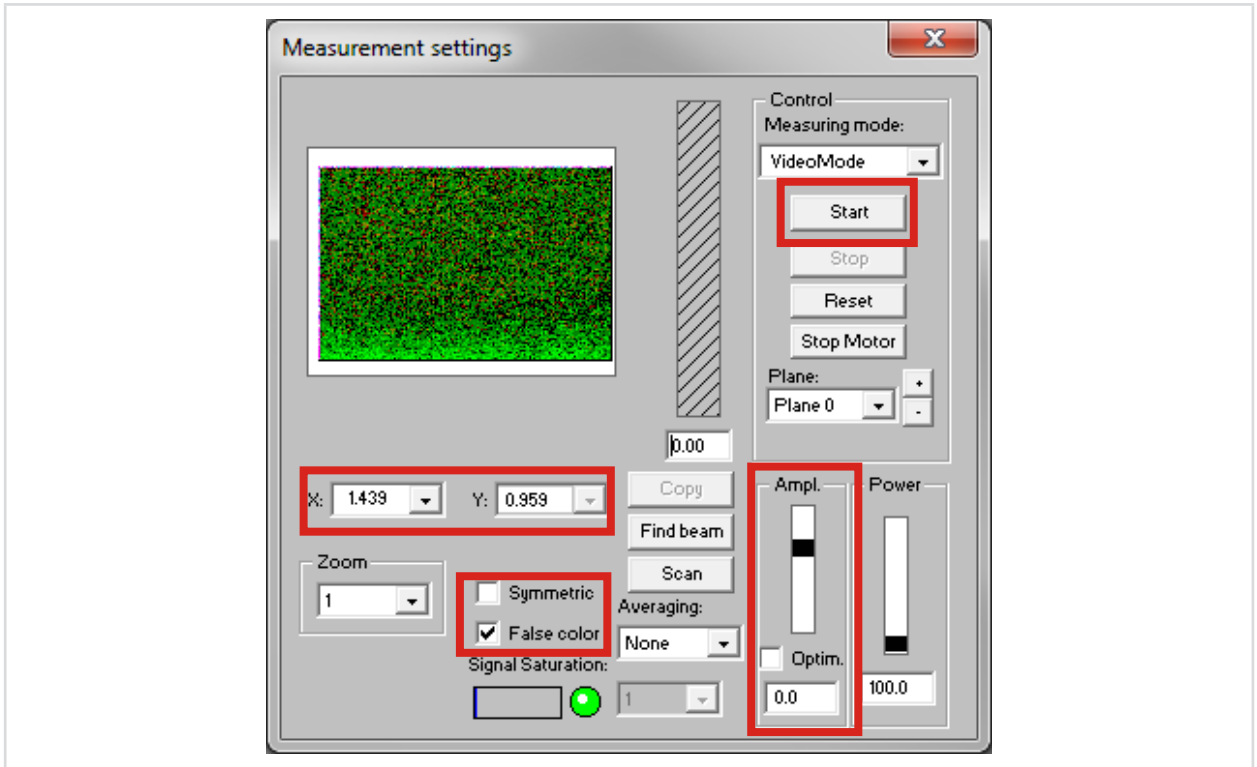 Measurement settings
X
Control
Measuring mode:
VideoMode
Start
Stop
Reset
Stop Motor
Plane:
Plane 0
+
-
0.00
X: 1.439
Y: 0.959
Copy
Find beam
Scan
Zoom
1
Symmetric
False color
Averaging:
None
Signal Saturation:
1
Ampl.
Optim.
0.0
Power
100.0